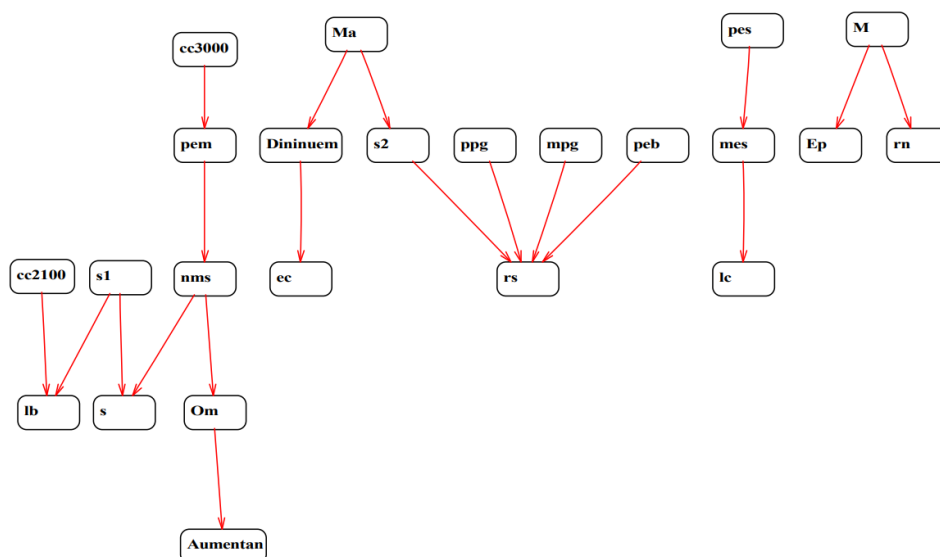 cc3000
Ma
pes
M
pem
Dininuem
s2
ppg
mpg
peb
mes
Ep
rn
cc2100
s1
nms
ec
rs
lc
lb
s
Om
Aumentan